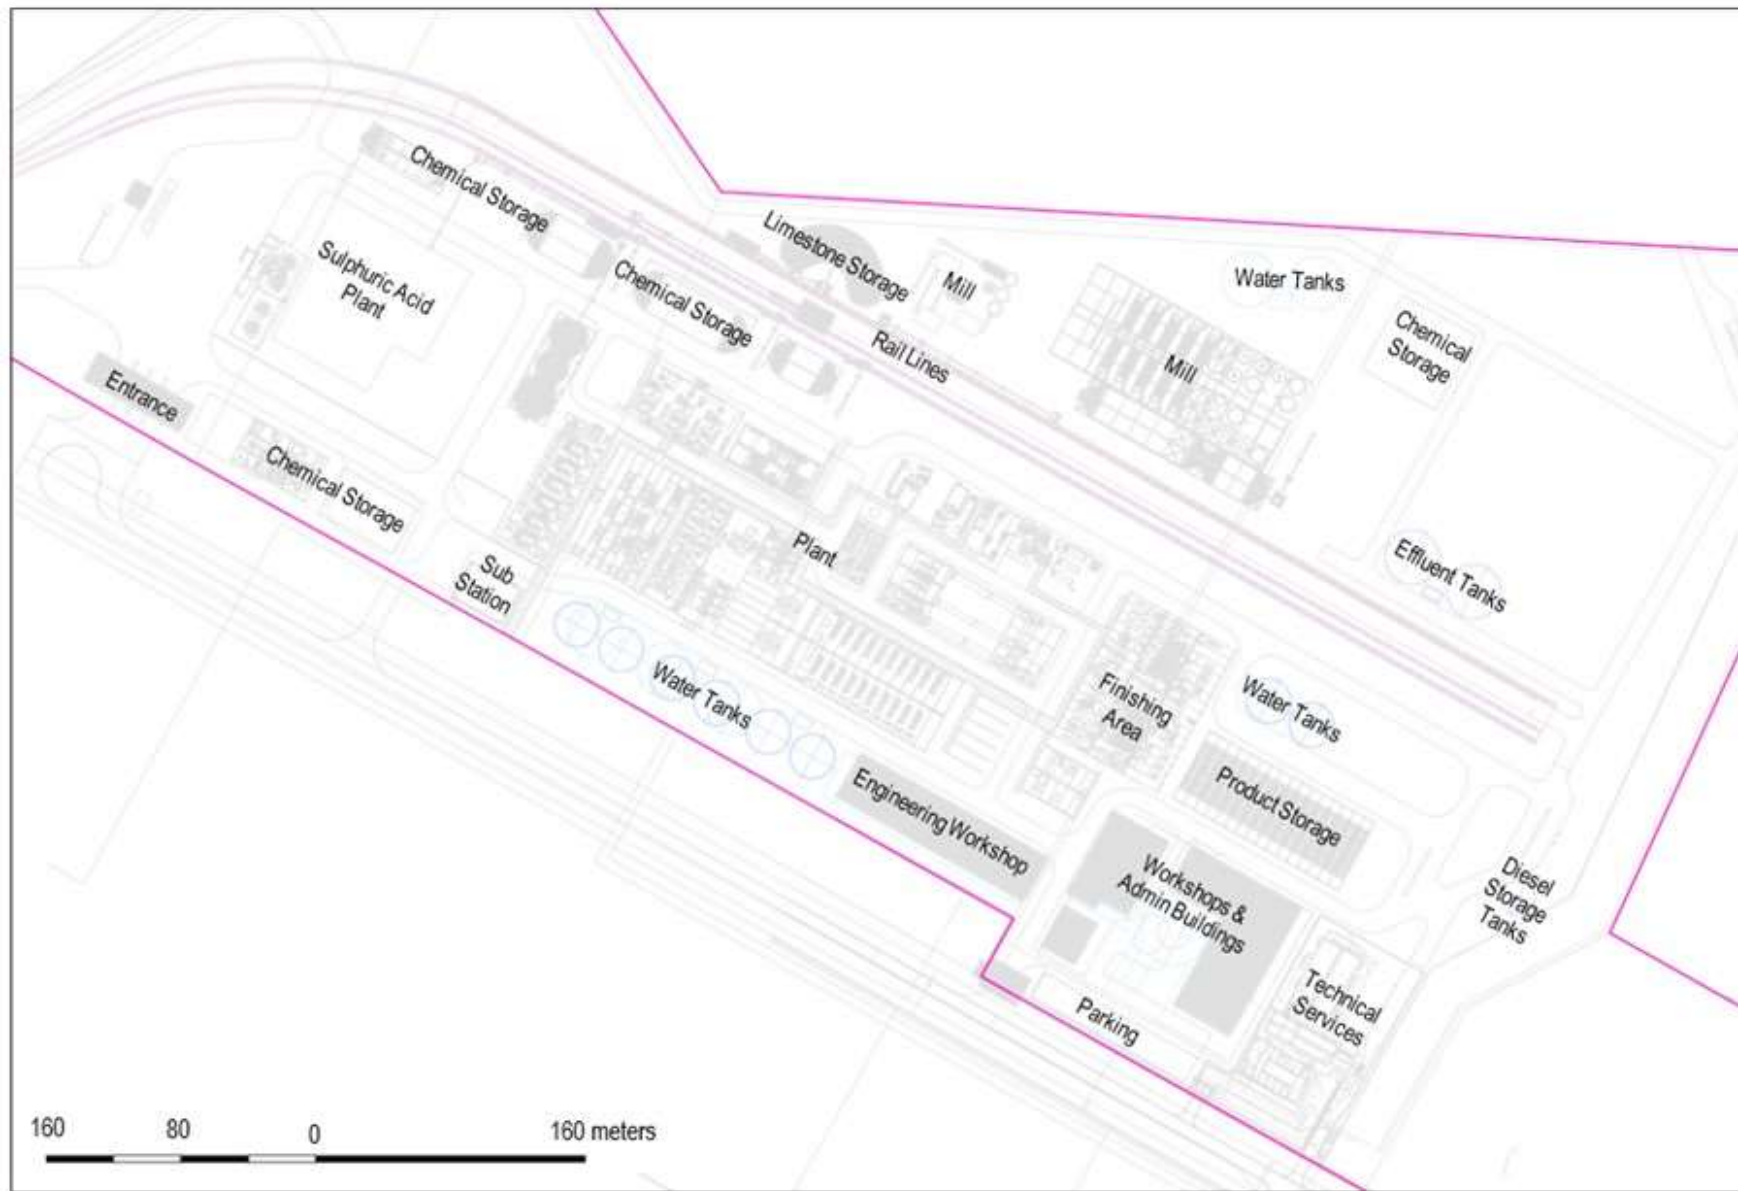 Chemical Storage
Limestone Storage
Sulphuric Acid
Plant
Chemical Storage
Mill
Water Tanks
Rail Lines
Chemical
Storage
Mill
Entrance
Chemical Storage
Plant
Sub
Station
Effluent Tanks
Water Tanks
Finishing
Area
Water Tanks
Engineering Workshop
Product Storage
Workshops &
Admin Buildings
Diesel
Storage
Tanks
Technical
Services
Parking
160 80 0 160 meters